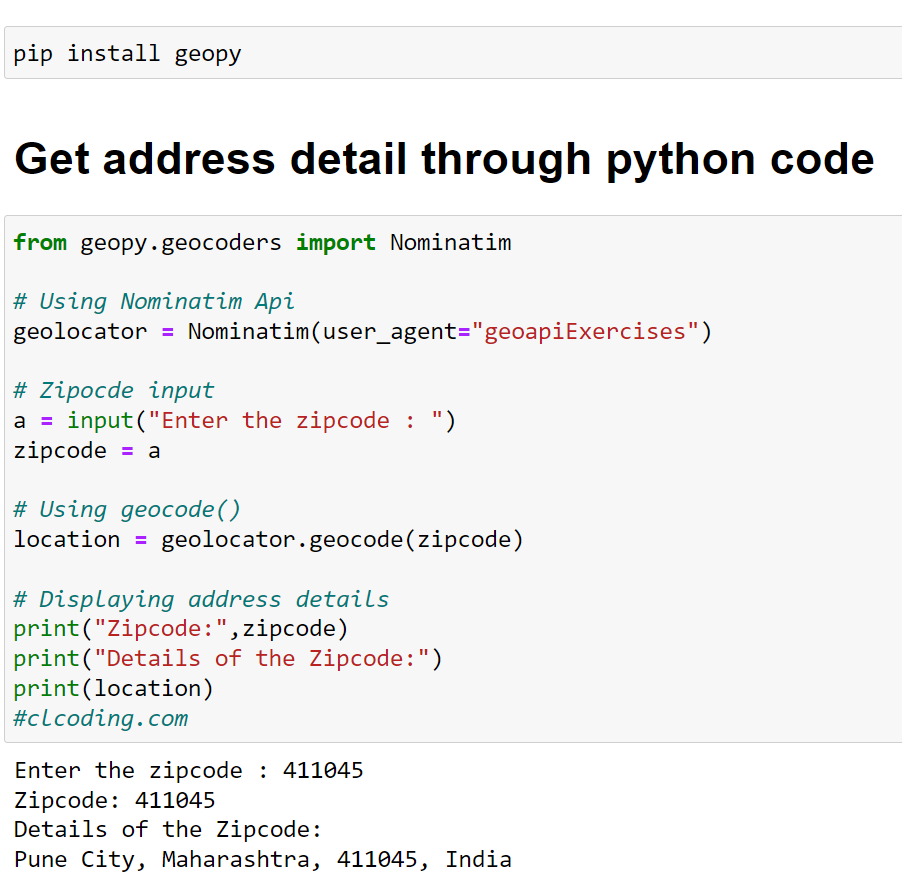 pip install geopy
Get address detail through python code
from geopy.geocoders import Nominatim
# Using Nominatim Api
geolocator = Nominatim(user_agent="geoapiExercises")
# Zipocde input
a = input("Enter the zipcode : ")
zipcode = a
# Using geocode()
location = geolocator.geocode(zipcode)
# Displaying address details
print("Zipcode:",zipcode)
print("Details of the Zipcode:")
print(location)
#clcoding.com
Enter the zipcode : 411045
Zipcode: 411045
Details of the Zipcode:
Pune City, Maharashtra, 411045, India